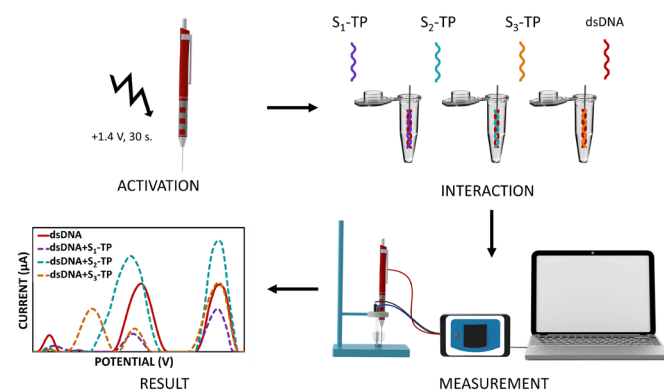 S₁-TP
S₂-TP
S₃-TP
dsDNA
+1.4 V, 30 s.
ACTIVATION
INTERACTION
dsDNA
dsDNA+S₁-TP
dsDNA+S₂-TP
dsDNA+S₃-TP
CURRENT (µA)
POTENTIAL (V)
RESULT
MEASUREMENT